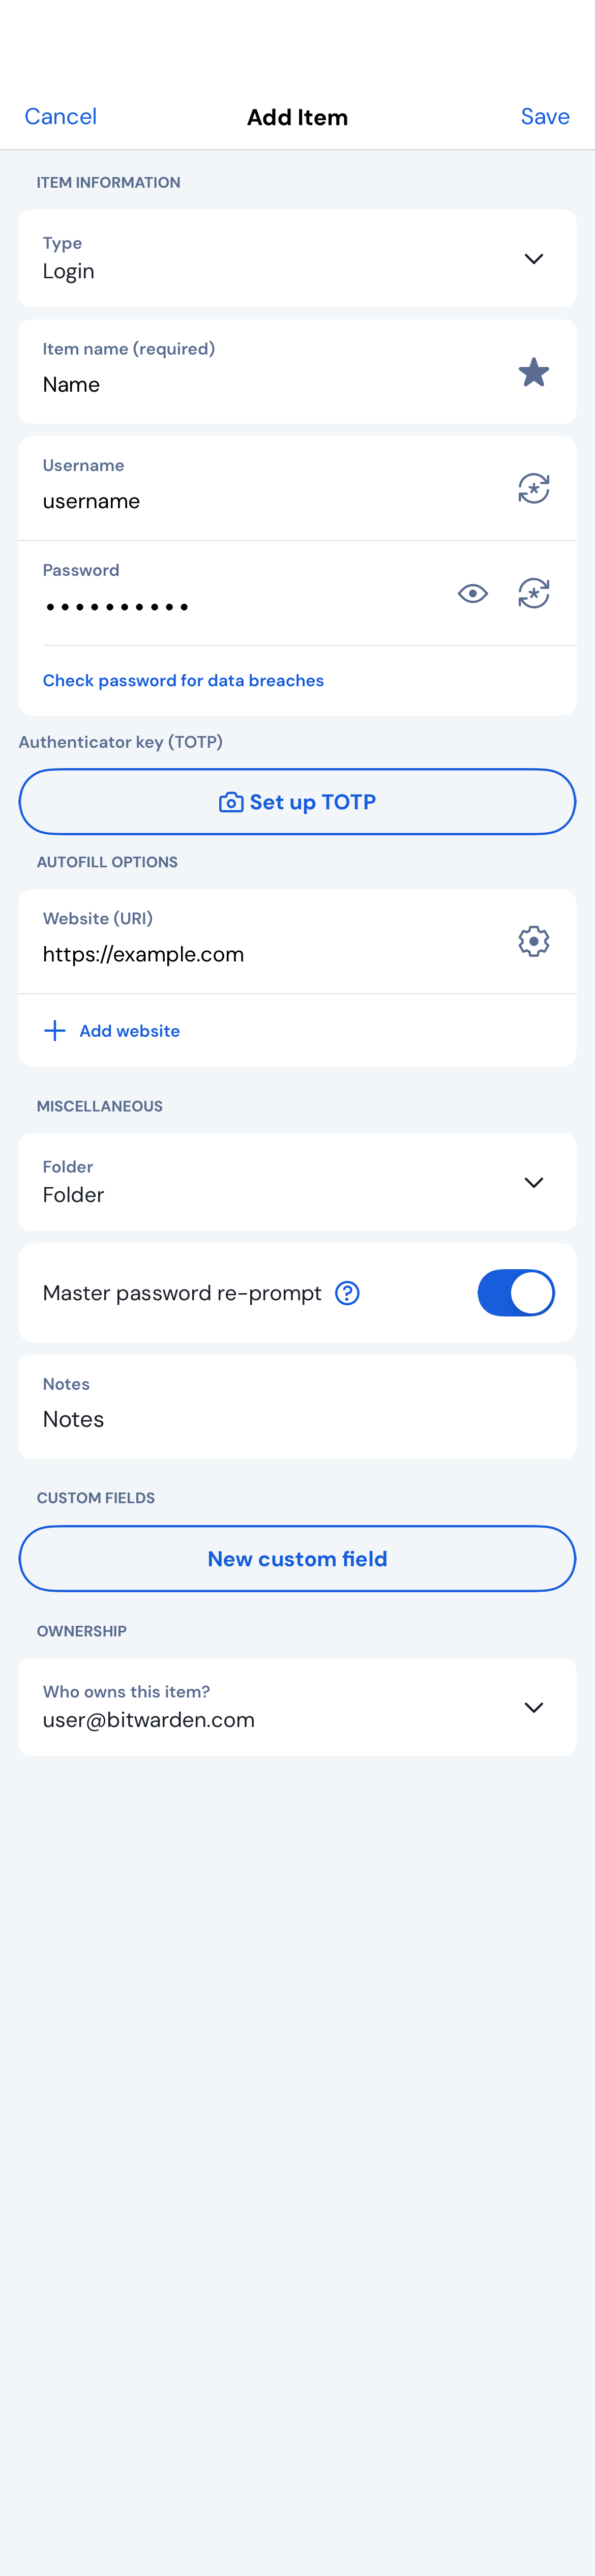 Cancel
Add Item
Save
ITEM INFORMATION
Type
Login
Item name (required)
Name
Username
username
Password
••••••••••
Check password for data breaches
Authenticator key (TOTP)
Set up TOTP
AUTOFILL OPTIONS
Website (URI)
https://example.com
Add website
MISCELLANEOUS
Folder
Folder
Master password re-prompt
Notes
Notes
CUSTOM FIELDS
New custom field
OWNERSHIP
Who owns this item?
user@bitwarden.com